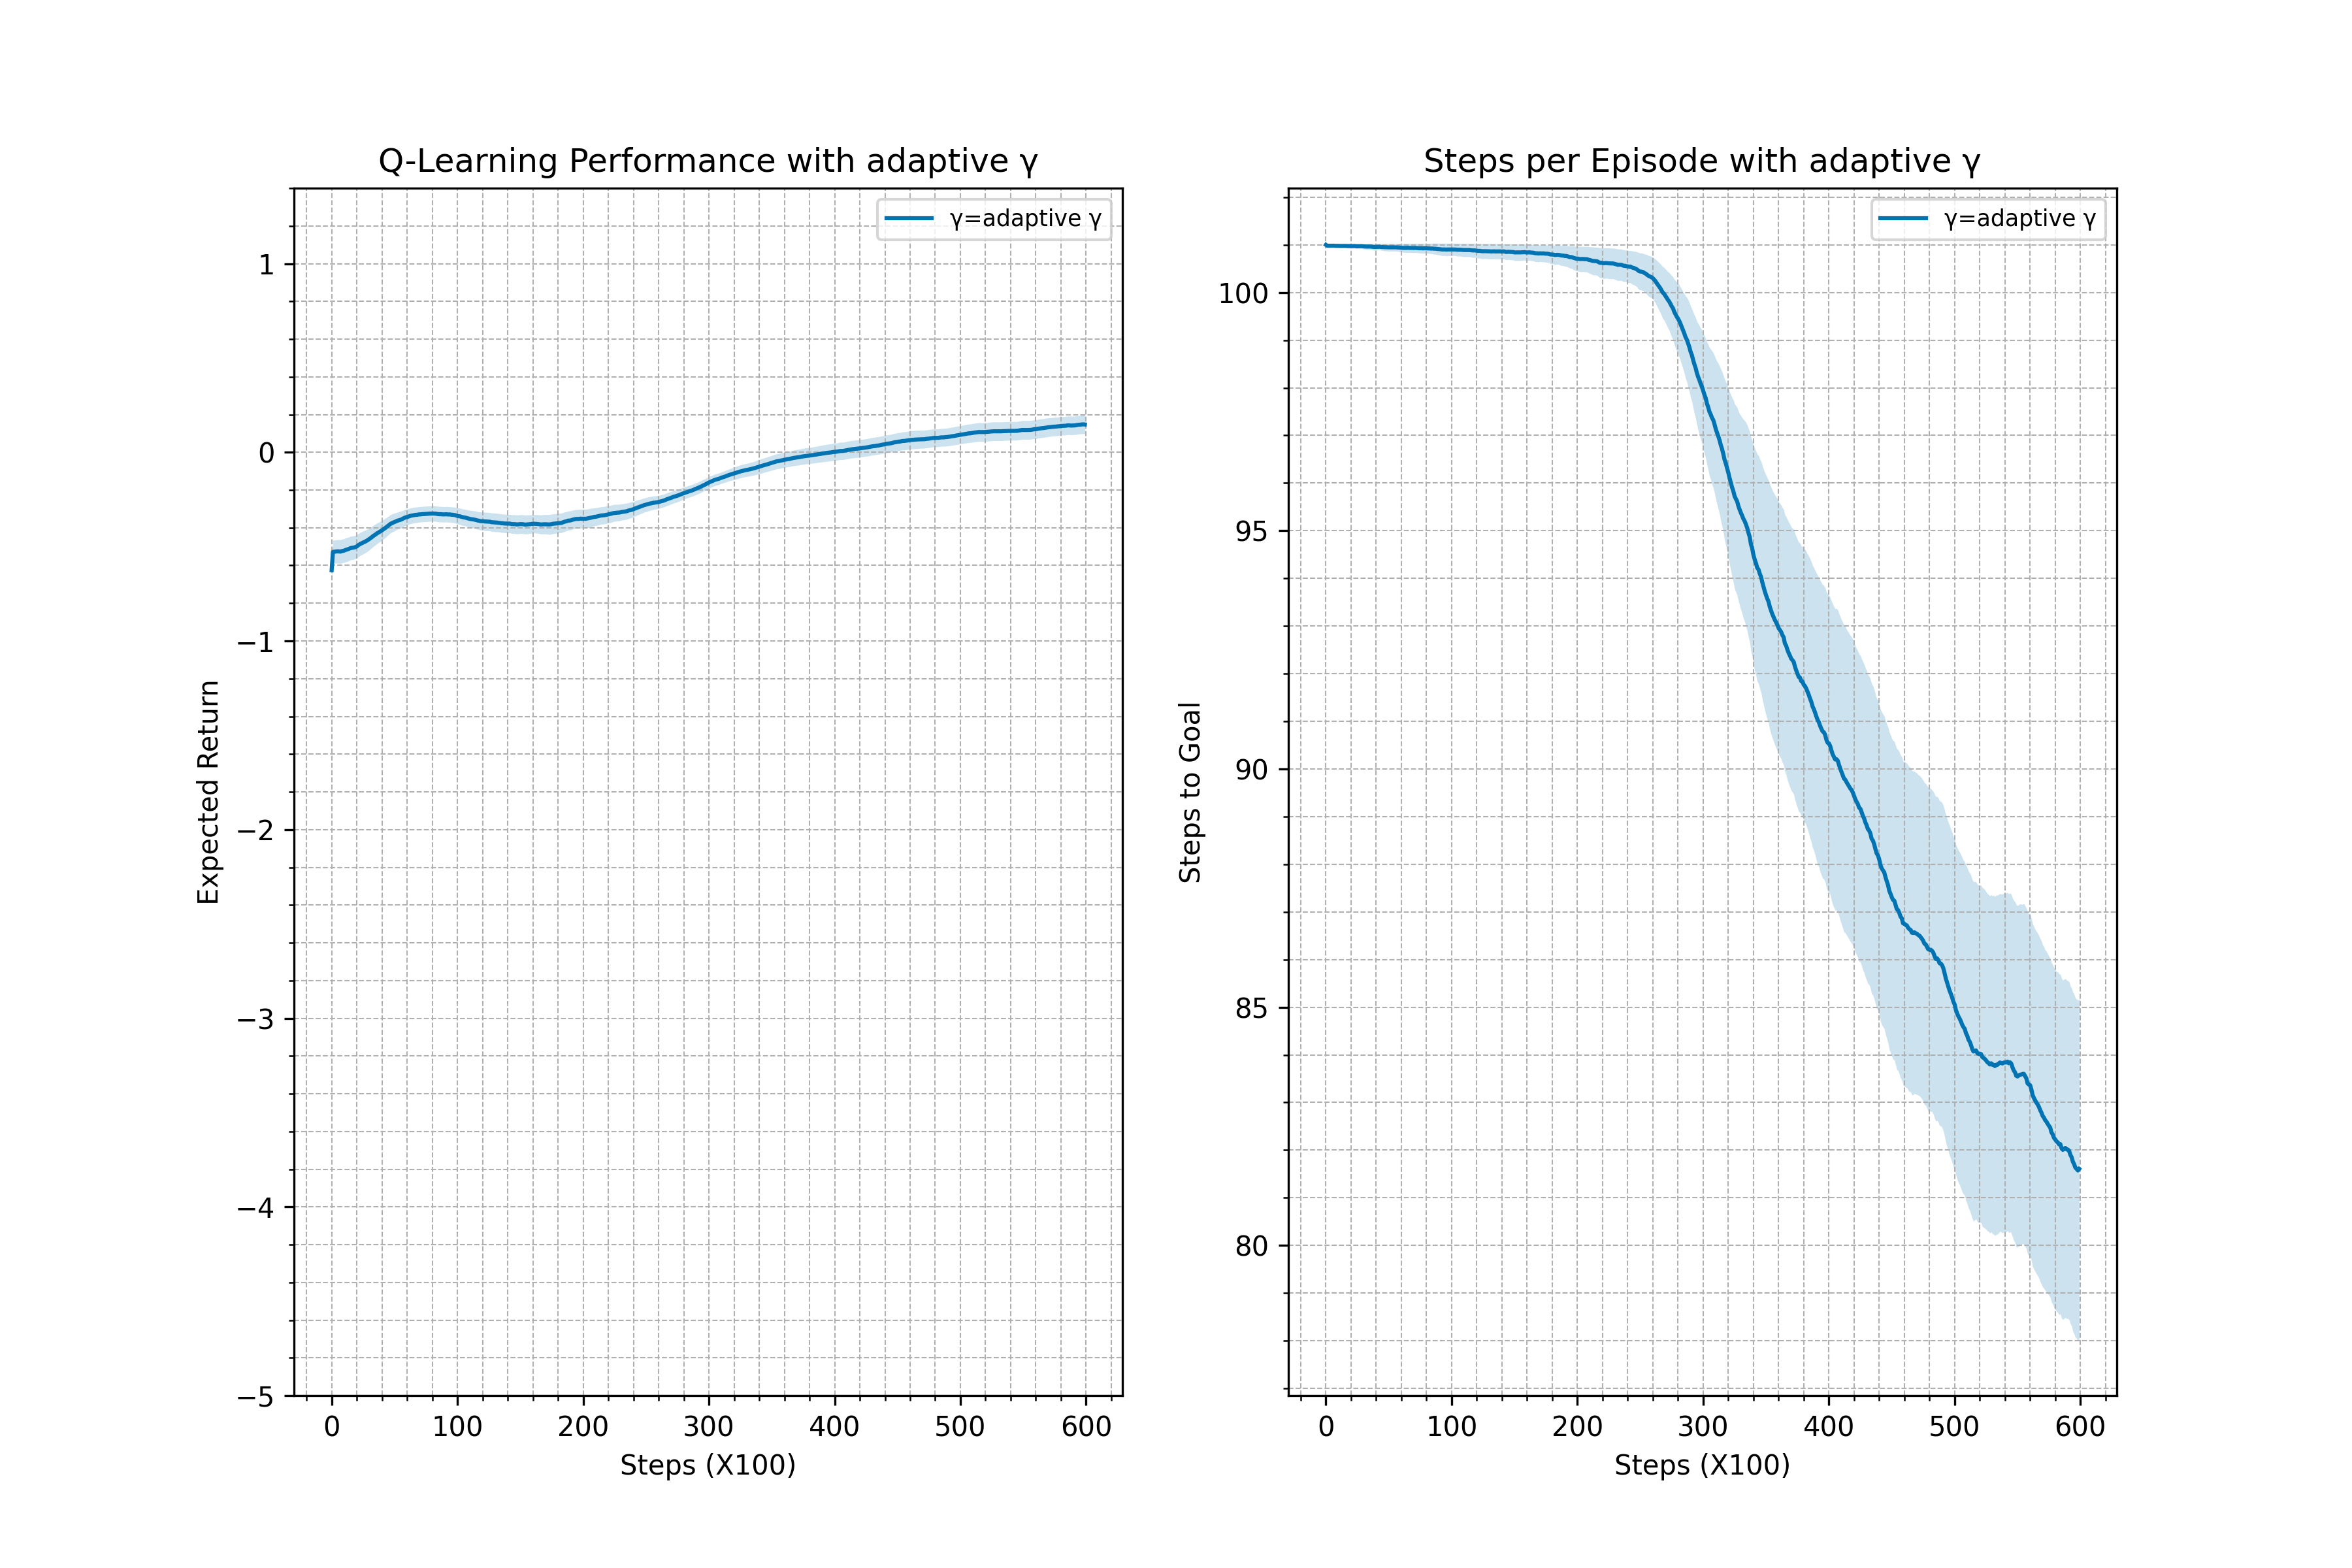 Q-Learning Performance with adaptive γ
γ=adaptive γ
1
0
−1
−2
−3
−4
−5
Expected Return
0 100 200 300 400 500 600
Steps (X100)
Steps per Episode with adaptive γ
γ=adaptive γ
100
95
90
85
80
Steps to Goal
0 100 200 300 400 500 600
Steps (X100)